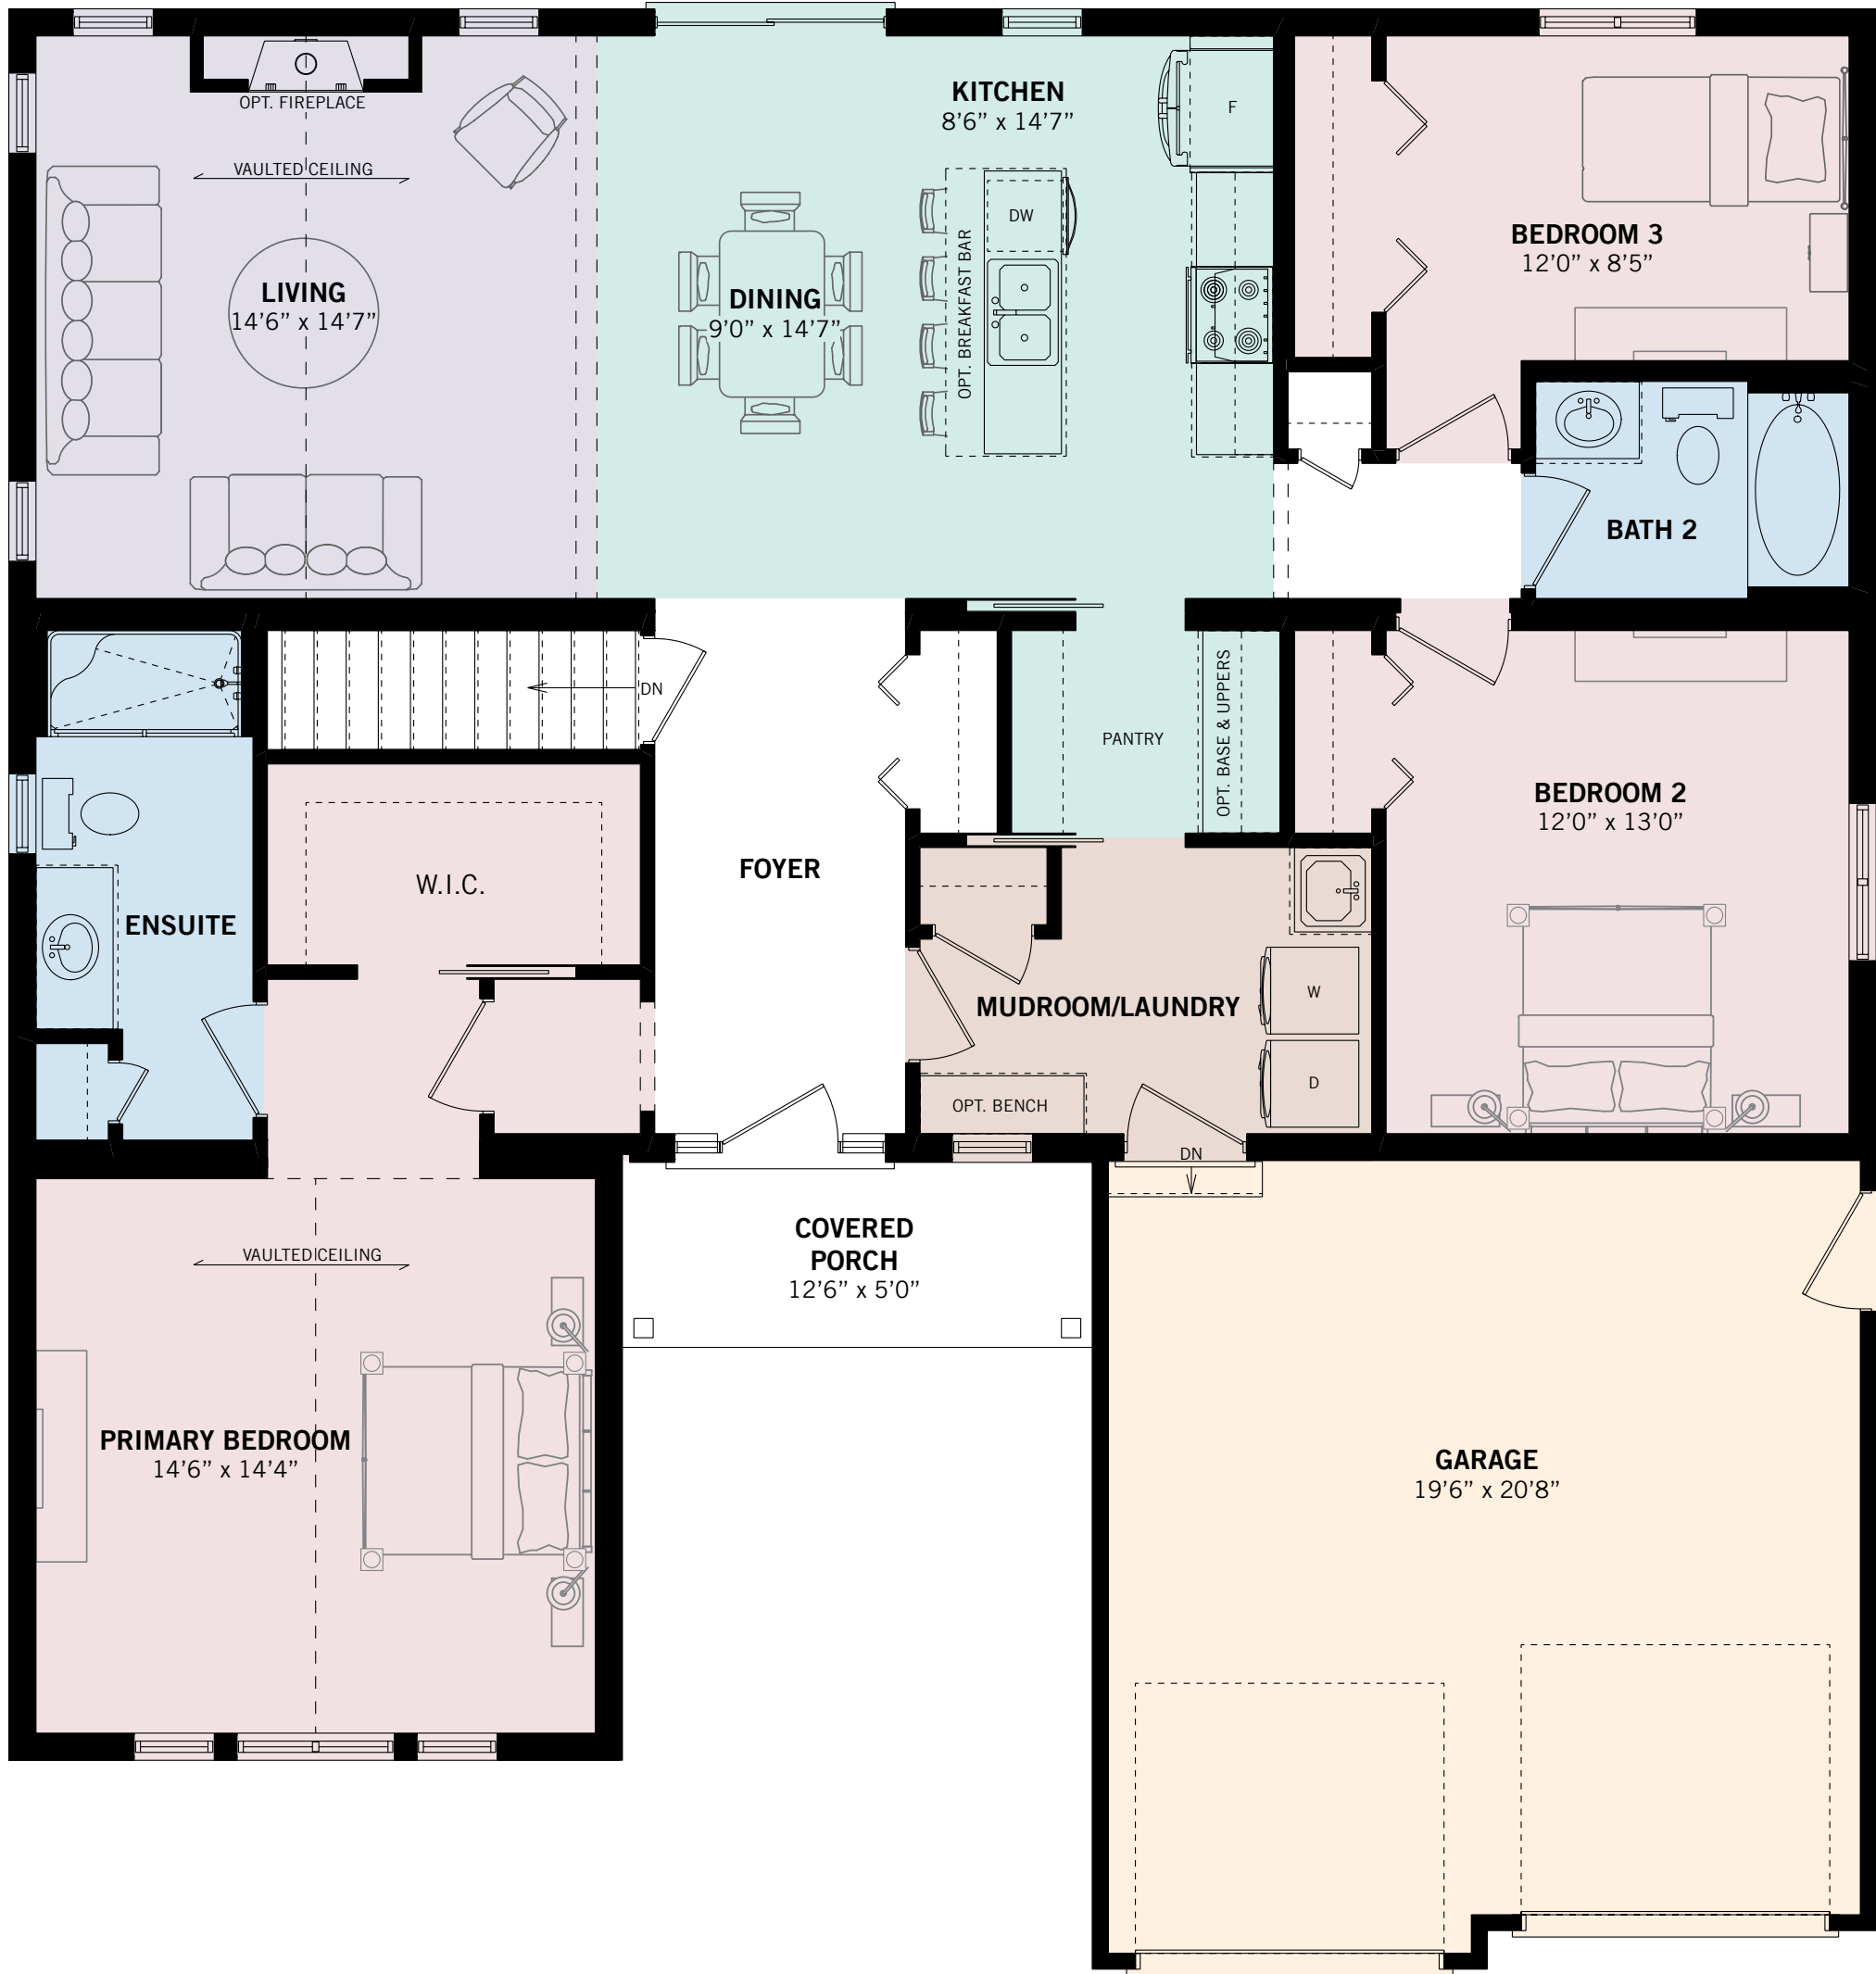 OPT. FIREPLACE
VAULTED CEILING
LIVING
14’6” x 14’7”
DINING
9’0” x 14’7”
KITCHEN
8’6” x 14’7”
F
DW
OPT. BREAKFAST BAR
BEDROOM 3
12’0” x 8’5”
BATH 2
DN
PANTRY
OPT. BASE & UPPERS
BEDROOM 2
12’0” x 13’0”
W.I.C.
ENSUITE
FOYER
MUDROOM/LAUNDRY
W
D
OPT. BENCH
DN
COVERED
PORCH
12’6” x 5’0”
VAULTED CEILING
PRIMARY BEDROOM
14’6” x 14’4”
GARAGE
19’6” x 20’8”